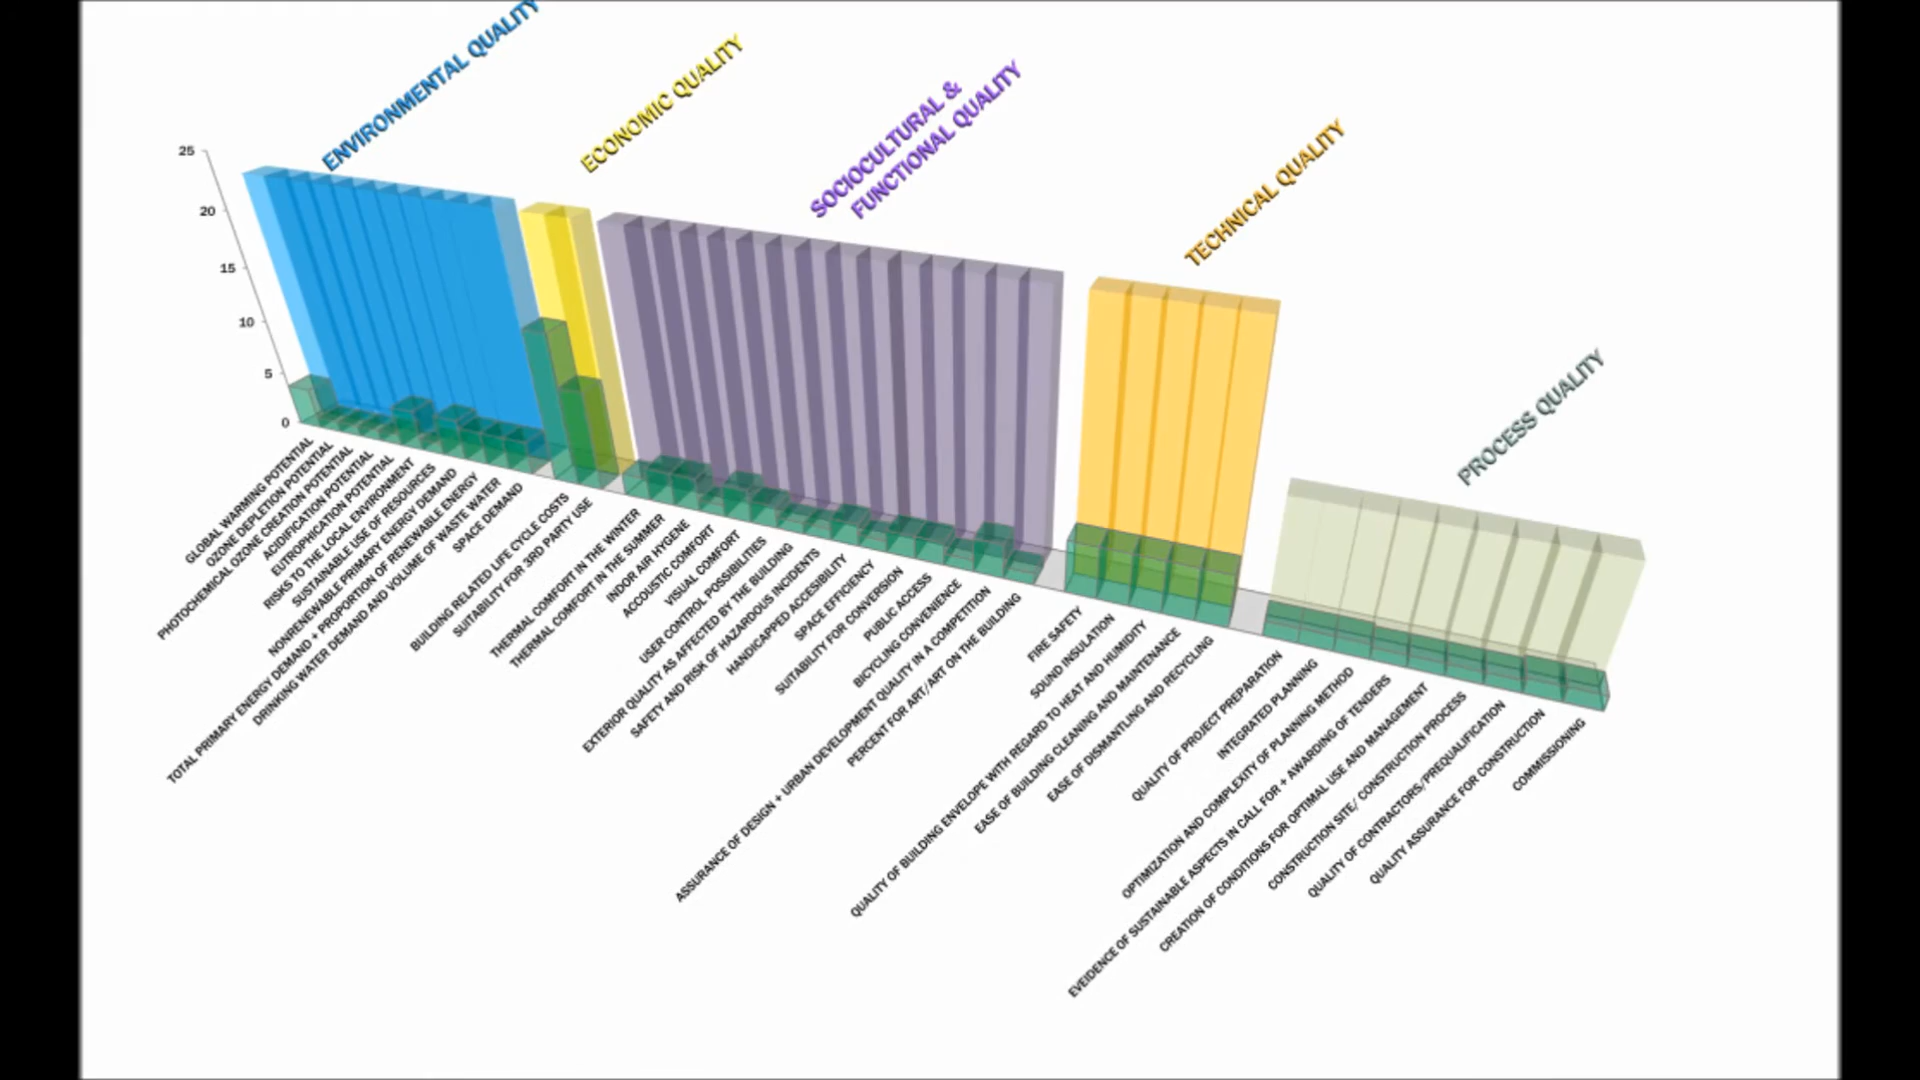 ENVIRONMENTAL QUALITY
ECONOMIC QUALITY
SOCIOCULTURAL &
FUNCTIONAL QUALITY
TECHNICAL QUALITY
PROCESS QUALITY
25
20
15
10
5
0
GLOBAL WARMING POTENTIAL
OZONE DEPLETION POTENTIAL
PHOTOCHEMICAL OZONE CREATION POTENTIAL
ACIDIFICATION POTENTIAL
EUTROPHICATION POTENTIAL
RISKS TO THE LOCAL ENVIRONMENT
SUSTAINABLE USE OF RESOURCES
NONRENEWABLE PRIMARY ENERGY DEMAND
TOTAL PRIMARY ENERGY DEMAND + PROPORTION OF RENEWABLE ENERGY
DRINKING WATER DEMAND AND VOLUME OF WASTE WATER
SPACE DEMAND
BUILDING RELATED LIFE CYCLE COSTS
SUITABILITY FOR 3RD PARTY USE
THERMAL COMFORT IN THE WINTER
THERMAL COMFORT IN THE SUMMER
INDOOR AIR HYGENE
ACCOUSTIC COMFORT
VISUAL COMFORT
USER CONTROL POSSIBILITIES
EXTERIOR QUALITY AS AFFECTED BY THE BUILDING
SAFETY AND RISK OF HAZARDOUS INCIDENTS
HANDICAPPED ACCESIBILITY
SPACE EFFICIENCY
SUITABILITY FOR CONVERSION
PUBLIC ACCESS
BICYCLING CONVENIENCE
ASSURANCE OF DESIGN + URBAN DEVELOPMENT QUALITY IN A COMPETITION
PERCENT FOR ART/ART ON THE BUILDING
FIRE SAFETY
SOUND INSULATION
QUALITY OF BUILDING ENVELOPE WITH REGARD TO HEAT AND HUMIDITY
EASE OF BUILDING CLEANING AND MAINTENANCE
EASE OF DISMANTLING AND RECYCLING
QUALITY OF PROJECT PREPARATION
INTEGRATED PLANNING
OPTIMIZATION AND COMPLEXITY OF PLANNING METHOD
EVEIDENCE OF SUSTAINABLE ASPECTS IN CALL FOR + AWARDING OF TENDERS
CREATION OF CONDITIONS FOR OPTIMAL USE AND MANAGEMENT
CONSTRUCTION SITE/ CONSTRUCTION PROCESS
QUALITY OF CONTRACTORS/PREQUALIFICATION
QUALITY ASSURANCE FOR CONSTRUCTION
COMMISSIONING